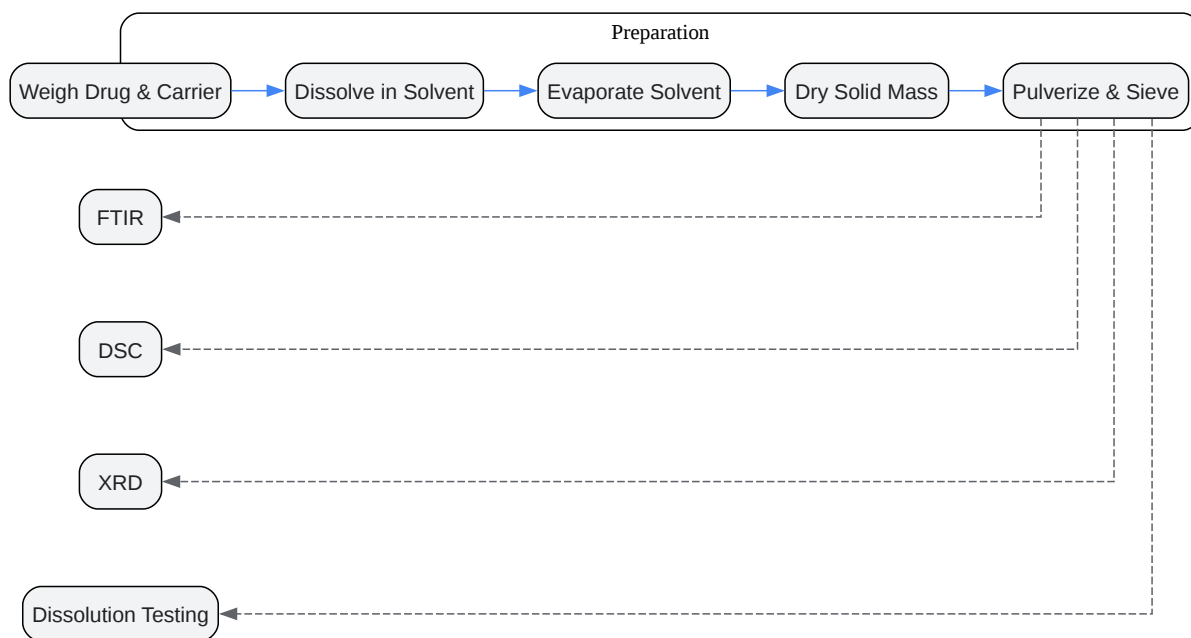 Preparation
Weigh Drug & Carrier
Dissolve in Solvent
Evaporate Solvent
Dry Solid Mass
Pulverize & Sieve
FTIR
DSC
XRD
Dissolution Testing